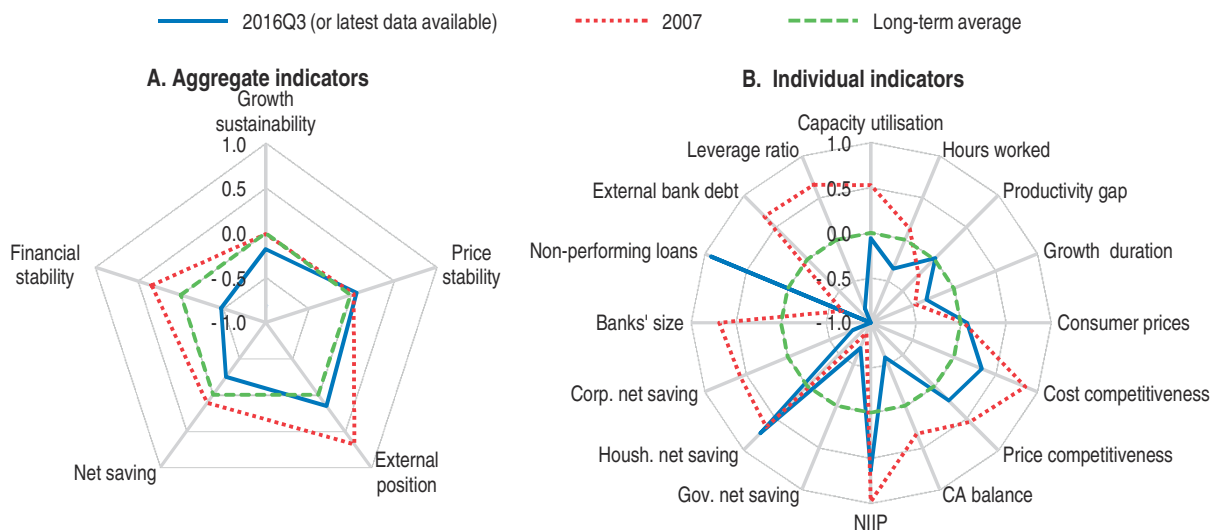 2016Q3 (or latest data available) 2007 Long-term average
A. Aggregate indicators
Growth
sustainability
1.0
0.5
0.0
- 0.5
- 1.0
Price
stability
External
position
Net saving
Financial
stability
B. Individual indicators
Capacity utilisation
1.0
0.5
0.0
- 0.5
- 1.0
Hours worked
Productivity gap
Growth duration
Consumer prices
Cost competitiveness
Price competitiveness
CA balance
NIIP
Gov. net saving
Housh. net saving
Corp. net saving
Banks' size
Non-performing loans
External bank debt
Leverage ratio